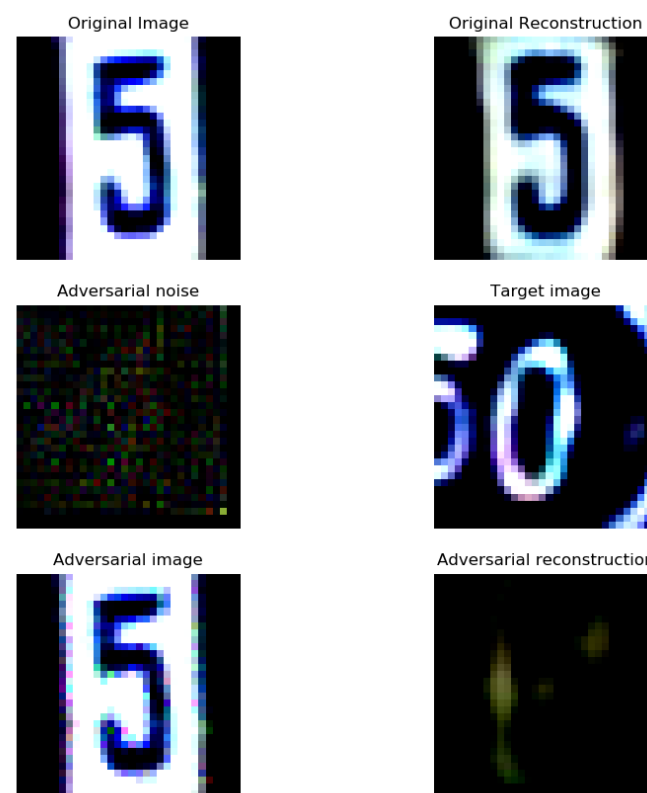 Original Image
Original Reconstruction
5
5
Adversarial noise
Target image
50
Adversarial image
Adversarial reconstruction
5